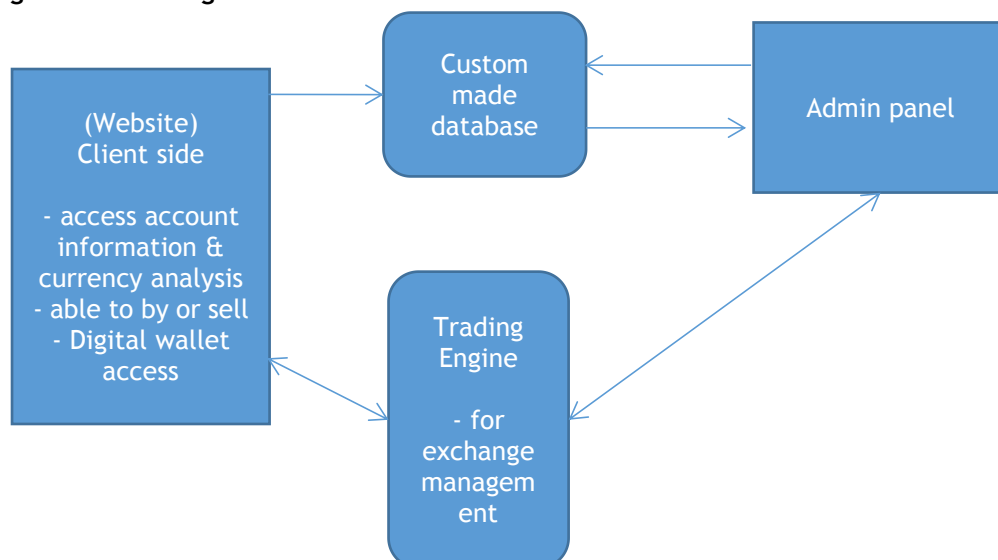 (Website)
Client side
- access account
information &
currency analysis
- able to by or sell
- Digital wallet
access
Custom
made
database
Admin panel
Trading
Engine
- for
exchange
managem
ent